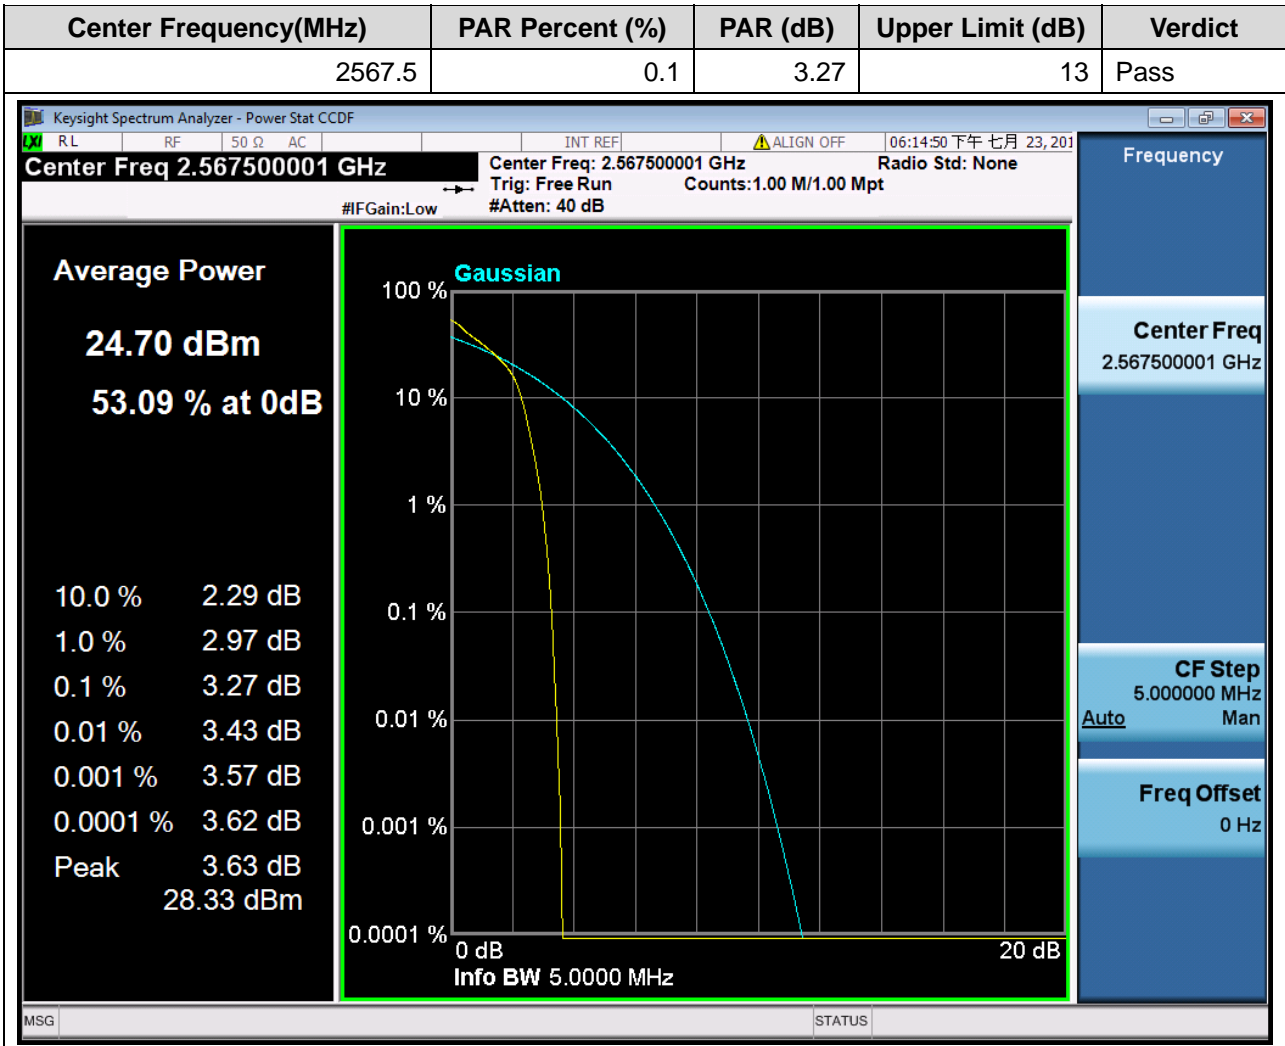 Center Frequency(MHz) PAR Percent (%) PAR (dB) Upper Limit (dB) Verdict
2567.5 0.1 3.27 13 Pass
Keysight Spectrum Analyzer - Power Stat CCDF
LXI RL RF 50 Ω AC INT REF ALIGN OFF 06:14:50 下午 七月 23, 201
Center Freq 2.567500001 GHz
Center Freq: 2.567500001 GHz Radio Std: None
Trig: Free Run Counts:1.00 M/1.00 Mpt
#IFGain:Low #Atten: 40 dB
Frequency
Average Power
24.70 dBm
53.09 % at 0dB
10.0 % 2.29 dB
1.0 % 2.97 dB
0.1 % 3.27 dB
0.01 % 3.43 dB
0.001 % 3.57 dB
0.0001 % 3.62 dB
Peak 3.63 dB
28.33 dBm
Gaussian
100 %
10 %
1 %
0.1 %
0.01 %
0.001 %
0.0001 %
0 dB 20 dB
Info BW 5.0000 MHz
Center Freq
2.567500001 GHz
CF Step
5.000000 MHz
Auto Man
Freq Offset
0 Hz
MSG STATUS